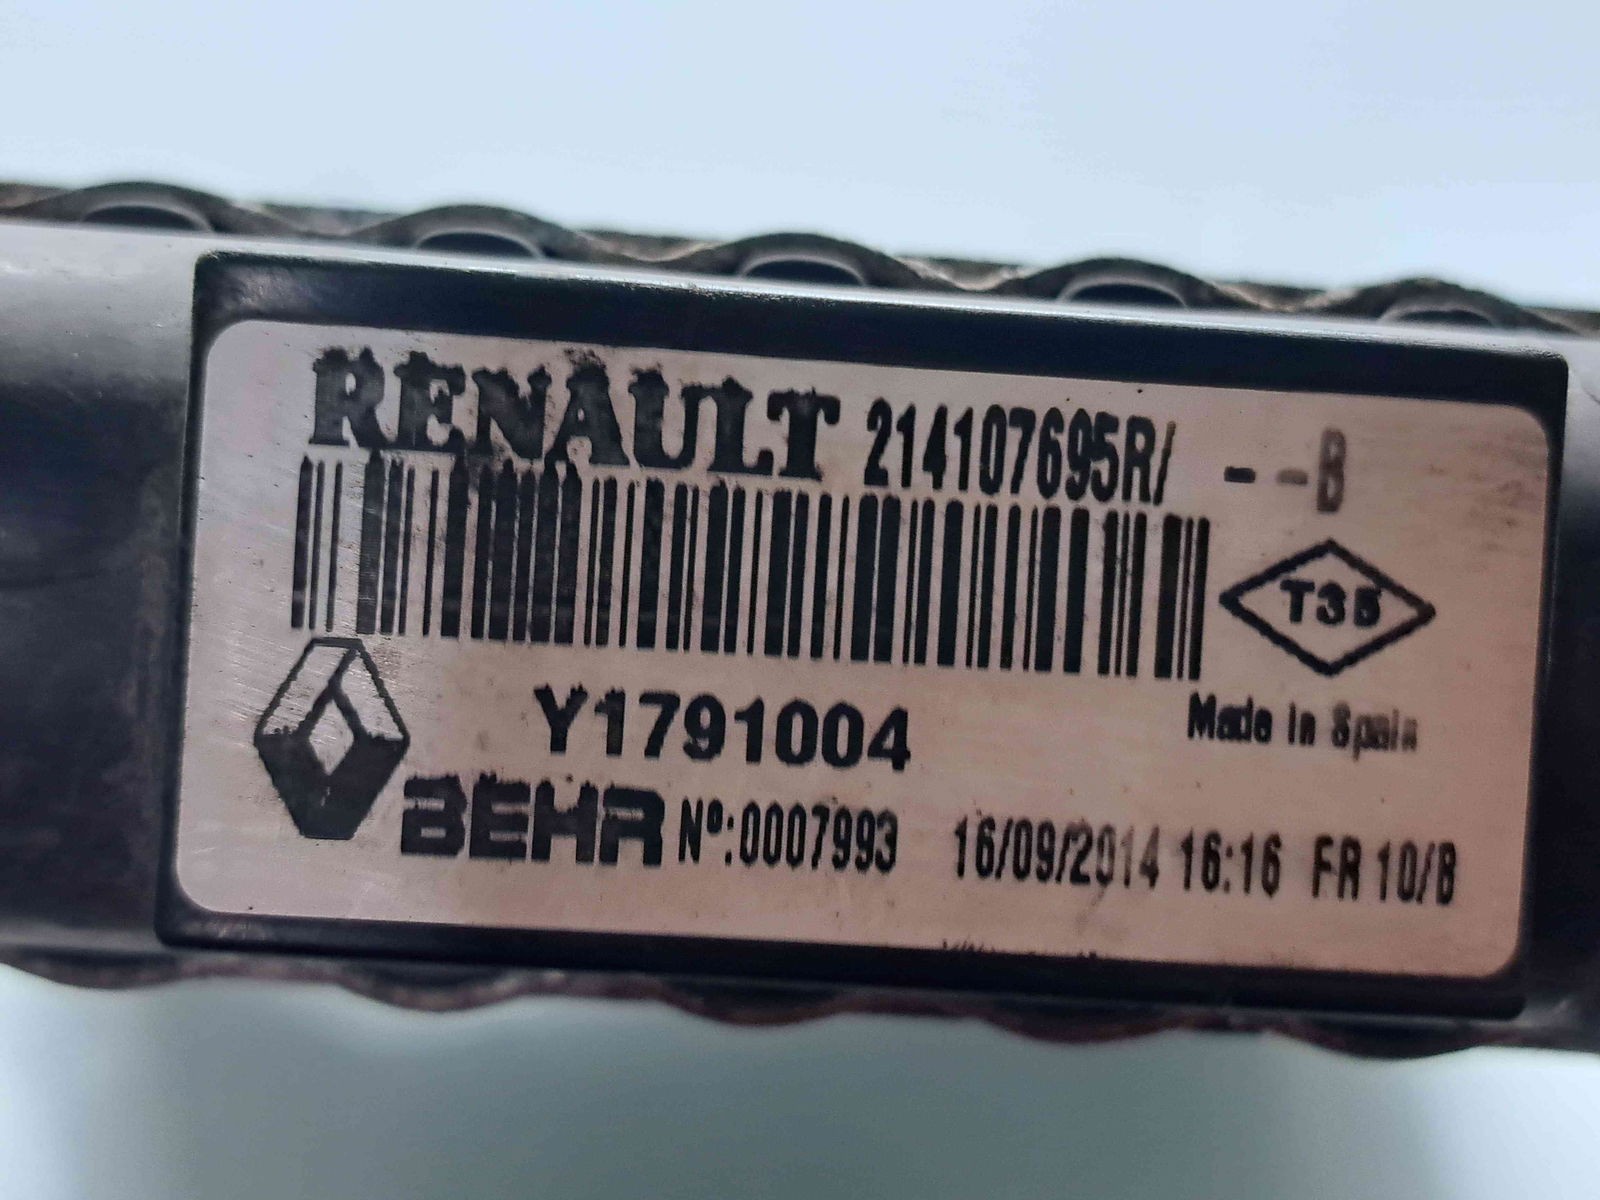 RENAULT 214107695R/ - -B
T35
Y1791004
Made in Spain
BEHR Nº:0007993 16/09/2014 16:16 FR 10/B